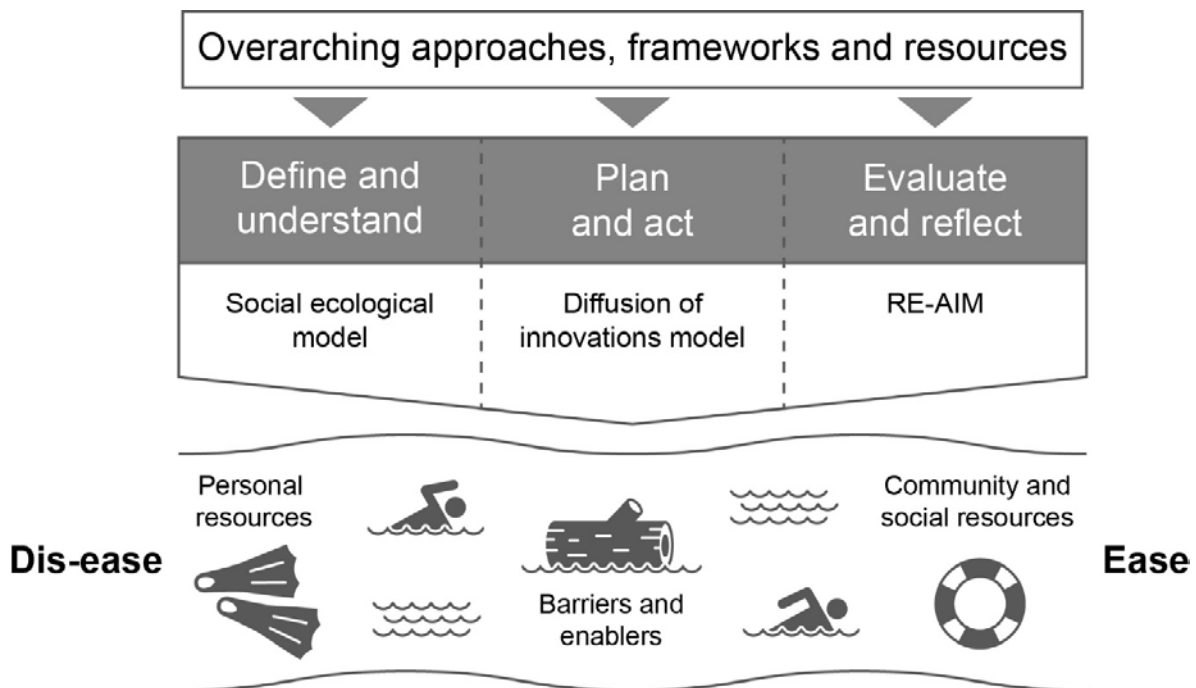 Overarching approaches, frameworks and resources
Define and
understand
Plan
and act
Evaluate
and reflect
Social ecological
model
Diffusion of
innovations model
RE-AIM
Personal
resources
Community and
social resources
Dis-ease
Ease
Barriers and
enablers